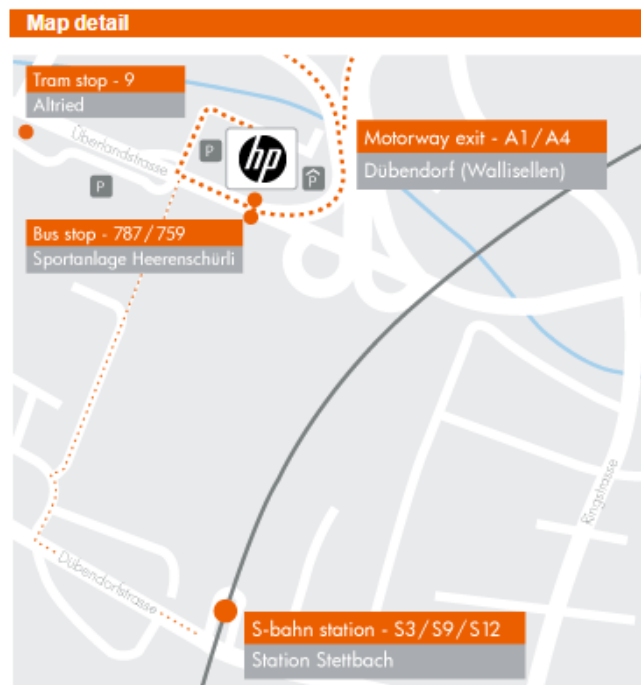 Map detail
Tram stop - 9
Altried
Überlandstrasse
P
hp
P
P
Motorway exit - A1/A4
Dübendorf (Wallisellen)
Bus stop - 787/759
Sportanlage Heerenschürli
Ringstrasse
Dübendorfstrasse
S-bahn station - S3/S9/S12
Station Stettbach